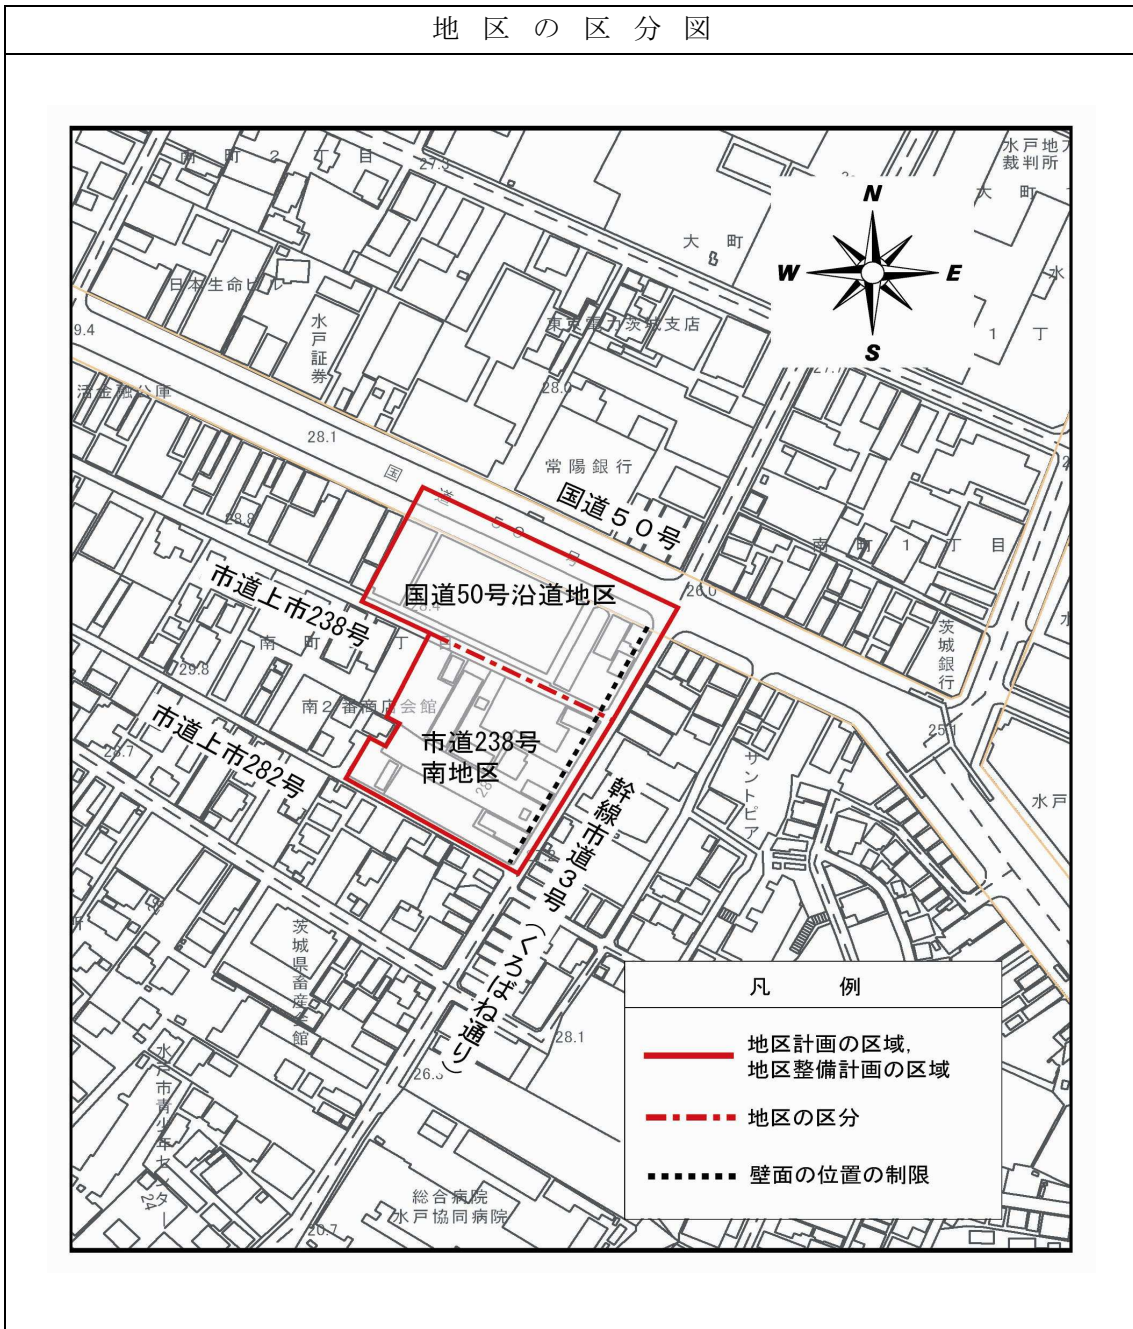 地区の区分図
南町2丁目
27.3
水戸地方
裁判所
大町
大町
N
W
E
S
水
1丁
日本生命ビル
水戸証券
東京電力茨城支店
9.4
活金融公庫
28.0
27.7
28.1
国道50号
常陽銀行
国道５０号
28.8
南町1丁目
26.0
国道50号沿道地区
28.4
市道上市238号
南町
丁目
茨城銀行
29.8
南2番商店会館
市道238号
南地区
市道上市282号
28.7
25.1
サントピア
水戸
幹線市道3号（くろばね通り）
茨城県畜産会館
28.1
26.3
水戸市青少年センター
24
総合病院
水戸協同病院
20.7
凡例
地区計画の区域，
地区整備計画の区域
地区の区分
壁面の位置の制限